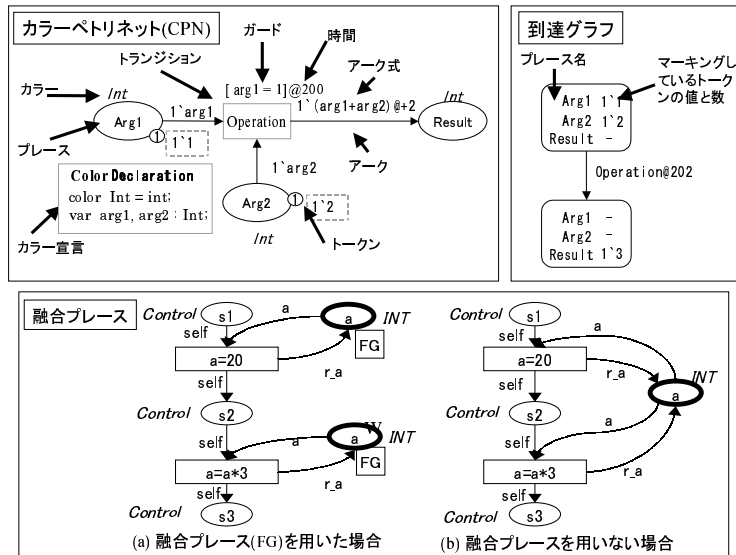 カラーペトリネット(CPN)
ガード
時間
トランジション
アーク式
カラー
Int
[ arg1 = 1]@200
Int
1`arg1
1`(arg1+arg2)@+2
Arg1
Operation
Result
1
1`1
プレース
アーク
Color Declaration
color Int = int;
var arg1, arg2 : Int;
1`arg2
Arg2
1
1`2
カラー宣言
Int
トークン
到達グラフ
プレース名
マーキングし
ているトーク
ンの値と数
Arg1 1`1
Arg2 1`2
Result -
Operation@202
Arg1 -
Arg2 -
Result 1`3
融合プレース
Control
s1
a
a
INT
self
FG
a=20
r_a
self
Control
s2
self
a
a
INT
FG
a=a*3
r_a
self
Control
s3
(a) 融合プレース(FG)を用いた場合
Control
s1
a
self
a=20
r_a
INT
self
a
Control
s2
a
self
a=a*3
r_a
self
Control
s3
(b) 融合プレースを用いない場合